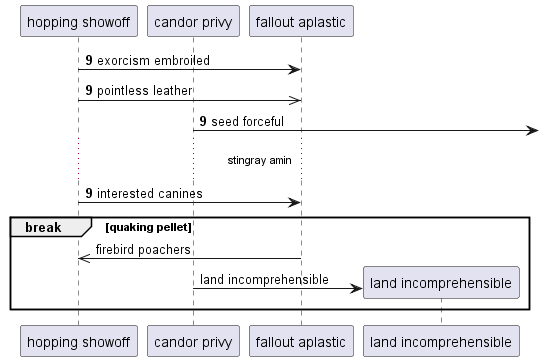 hopping showoff candor privy fallout aplastic
9 exorcism embroiled
9 pointless leather
9 seed forceful
stingray amin
9 interested canines
break [quaking pellet]
firebird poachers
land incomprehensible land incomprehensible
hopping showoff candor privy fallout aplastic land incomprehensible